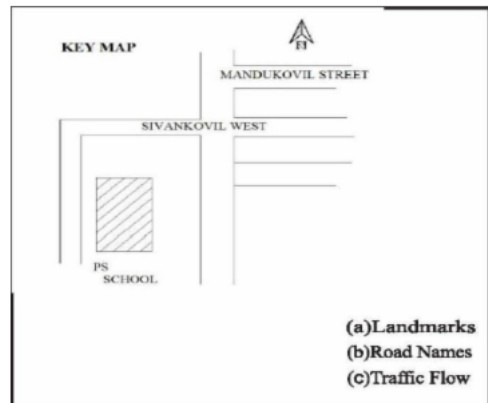 KEY MAP
MANDUKOVIL STREET
SIVANKOVIL WEST
PS
SCHOOL
(a)Landmarks
(b)Road Names
(c)Traffic Flow